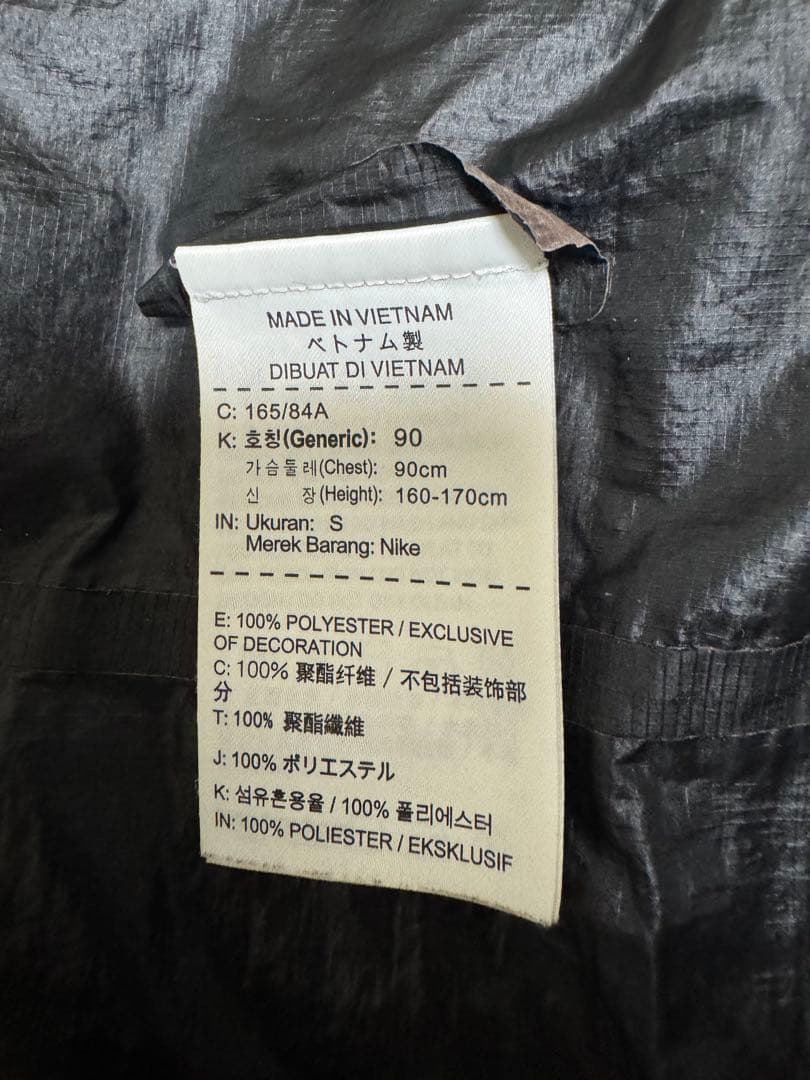 MADE IN VIETNAM
ベトナム製
DIBUAT DI VIETNAM
C: 165/84A
K: 호칭(Generic): 90
가슴둘레(Chest): 90cm
신 장(Height): 160-170cm
IN: Ukuran: S
Merek Barang: Nike
E: 100% POLYESTER / EXCLUSIVE
OF DECORATION
C: 100% 聚酯纤维 / 不包括装饰部
分
T: 100% 聚酯纖維
J: 100% ポリエステル
K: 섬유혼용율 / 100% 폴리에스터
IN: 100% POLIESTER / EKSKLUSIF